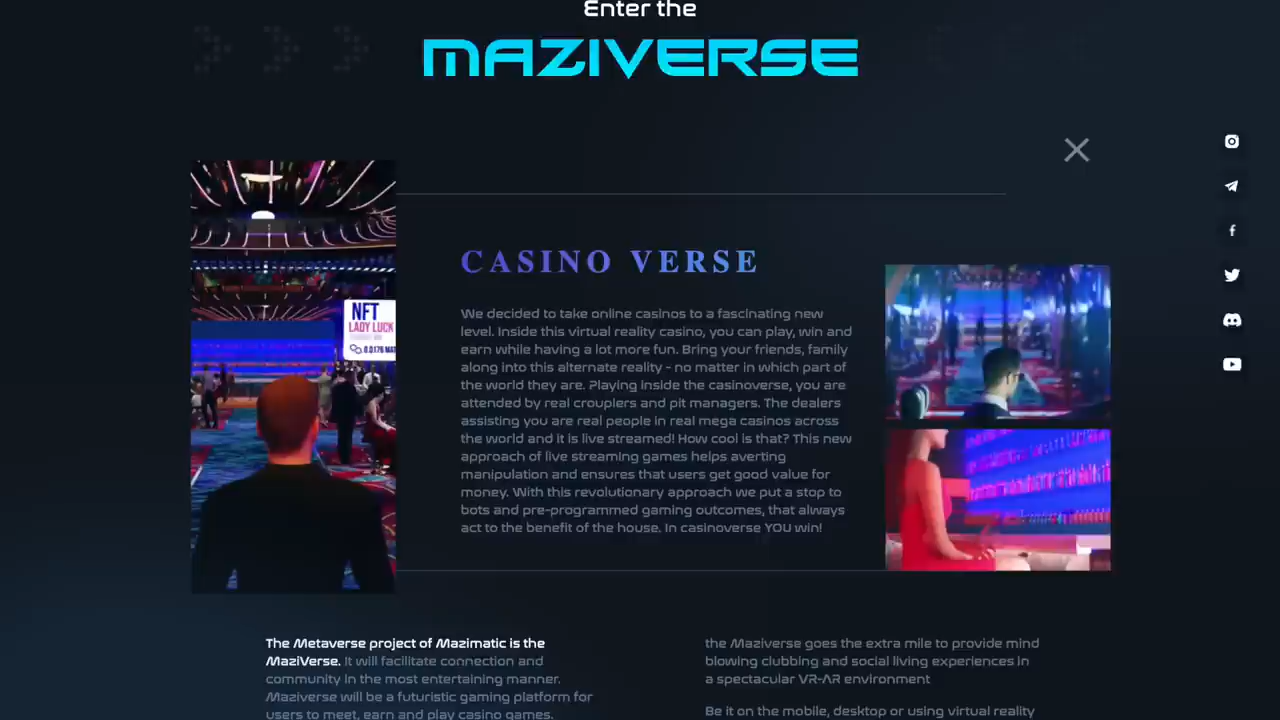 Enter the
MAZIVERSE
NFT
LADY LUCK
CASINO VERSE
We decided to take online casinos to a fascinating new
level. Inside this virtual reality casino, you can play, win and
earn while having a lot more fun. Bring your friends, family
along into this alternate reality - no matter in which part of
the world they are. Playing inside the casinoverse, you are
attended by real crouplers and pit managers. The dealers
assisting you are real people in real mega casinos across
the world and it is live streamed! How cool is that? This new
approach of live streaming games helps averting
manipulation and ensures that users get good value for
money. With this revolutionary approach we put a stop to
bots and pre-programmed gaming outcomes, that always
act to the benefit of the house. In casinoverse YOU win!
The Metaverse project of Mazimatic is the
MaziVerse. It will facilitate connection and
community in the most entertaining manner.
Maziverse will be a futuristic gaming platform for
users to meet, earn and play casino games.
the Maziverse goes the extra mile to provide mind
blowing clubbing and social living experiences in
a spectacular VR-AR environment
Be it on the mobile, desktop or using virtual reality